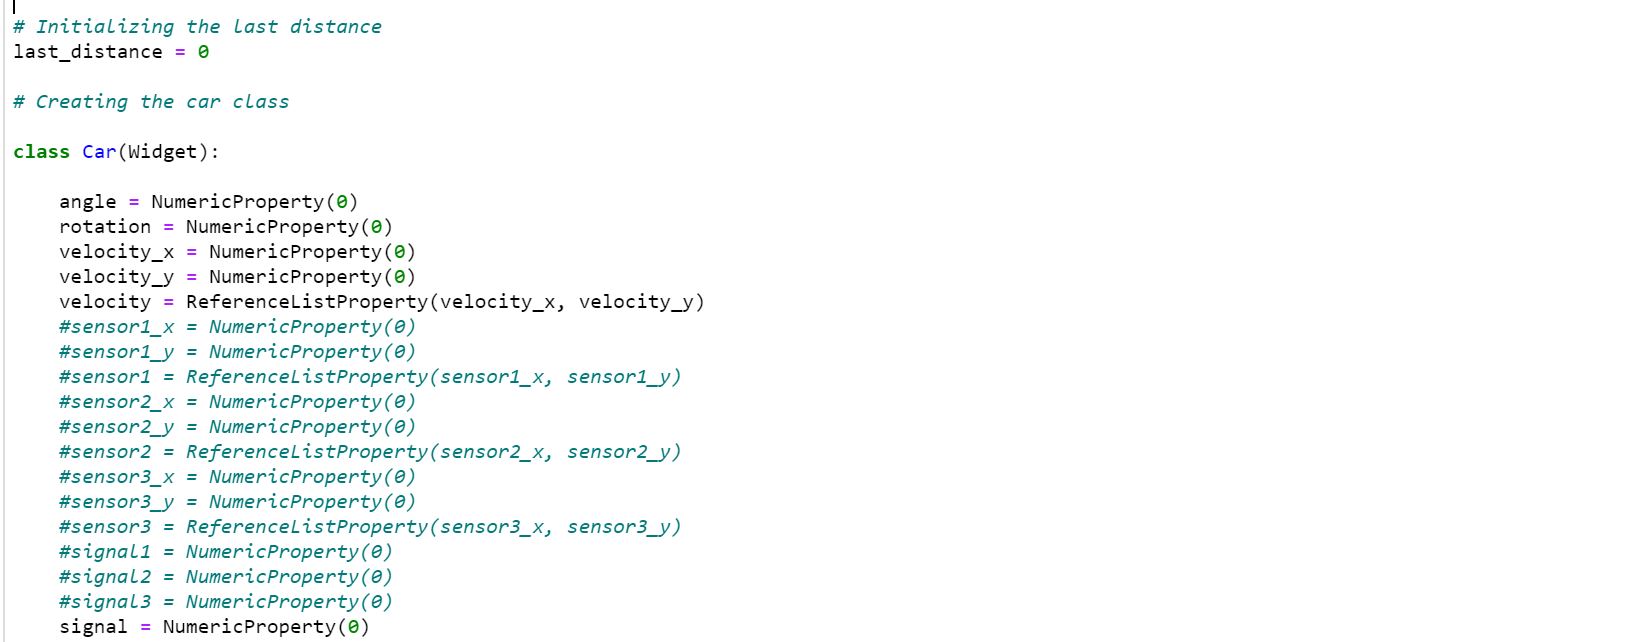 # Initializing the last distance
last_distance = 0
# Creating the car class
class Car(Widget):
angle = NumericProperty(0)
rotation = NumericProperty(0)
velocity_x = NumericProperty(0)
velocity_y = NumericProperty(0)
velocity = ReferenceListProperty(velocity_x, velocity_y)
#sensor1_x = NumericProperty(0)
#sensor1_y = NumericProperty(0)
#sensor1 = ReferenceListProperty(sensor1_x, sensor1_y)
#sensor2_x = NumericProperty(0)
#sensor2_y = NumericProperty(0)
#sensor2 = ReferenceListProperty(sensor2_x, sensor2_y)
#sensor3_x = NumericProperty(0)
#sensor3_y = NumericProperty(0)
#sensor3 = ReferenceListProperty(sensor3_x, sensor3_y)
#signal1 = NumericProperty(0)
#signal2 = NumericProperty(0)
#signal3 = NumericProperty(0)
signal = NumericProperty(0)